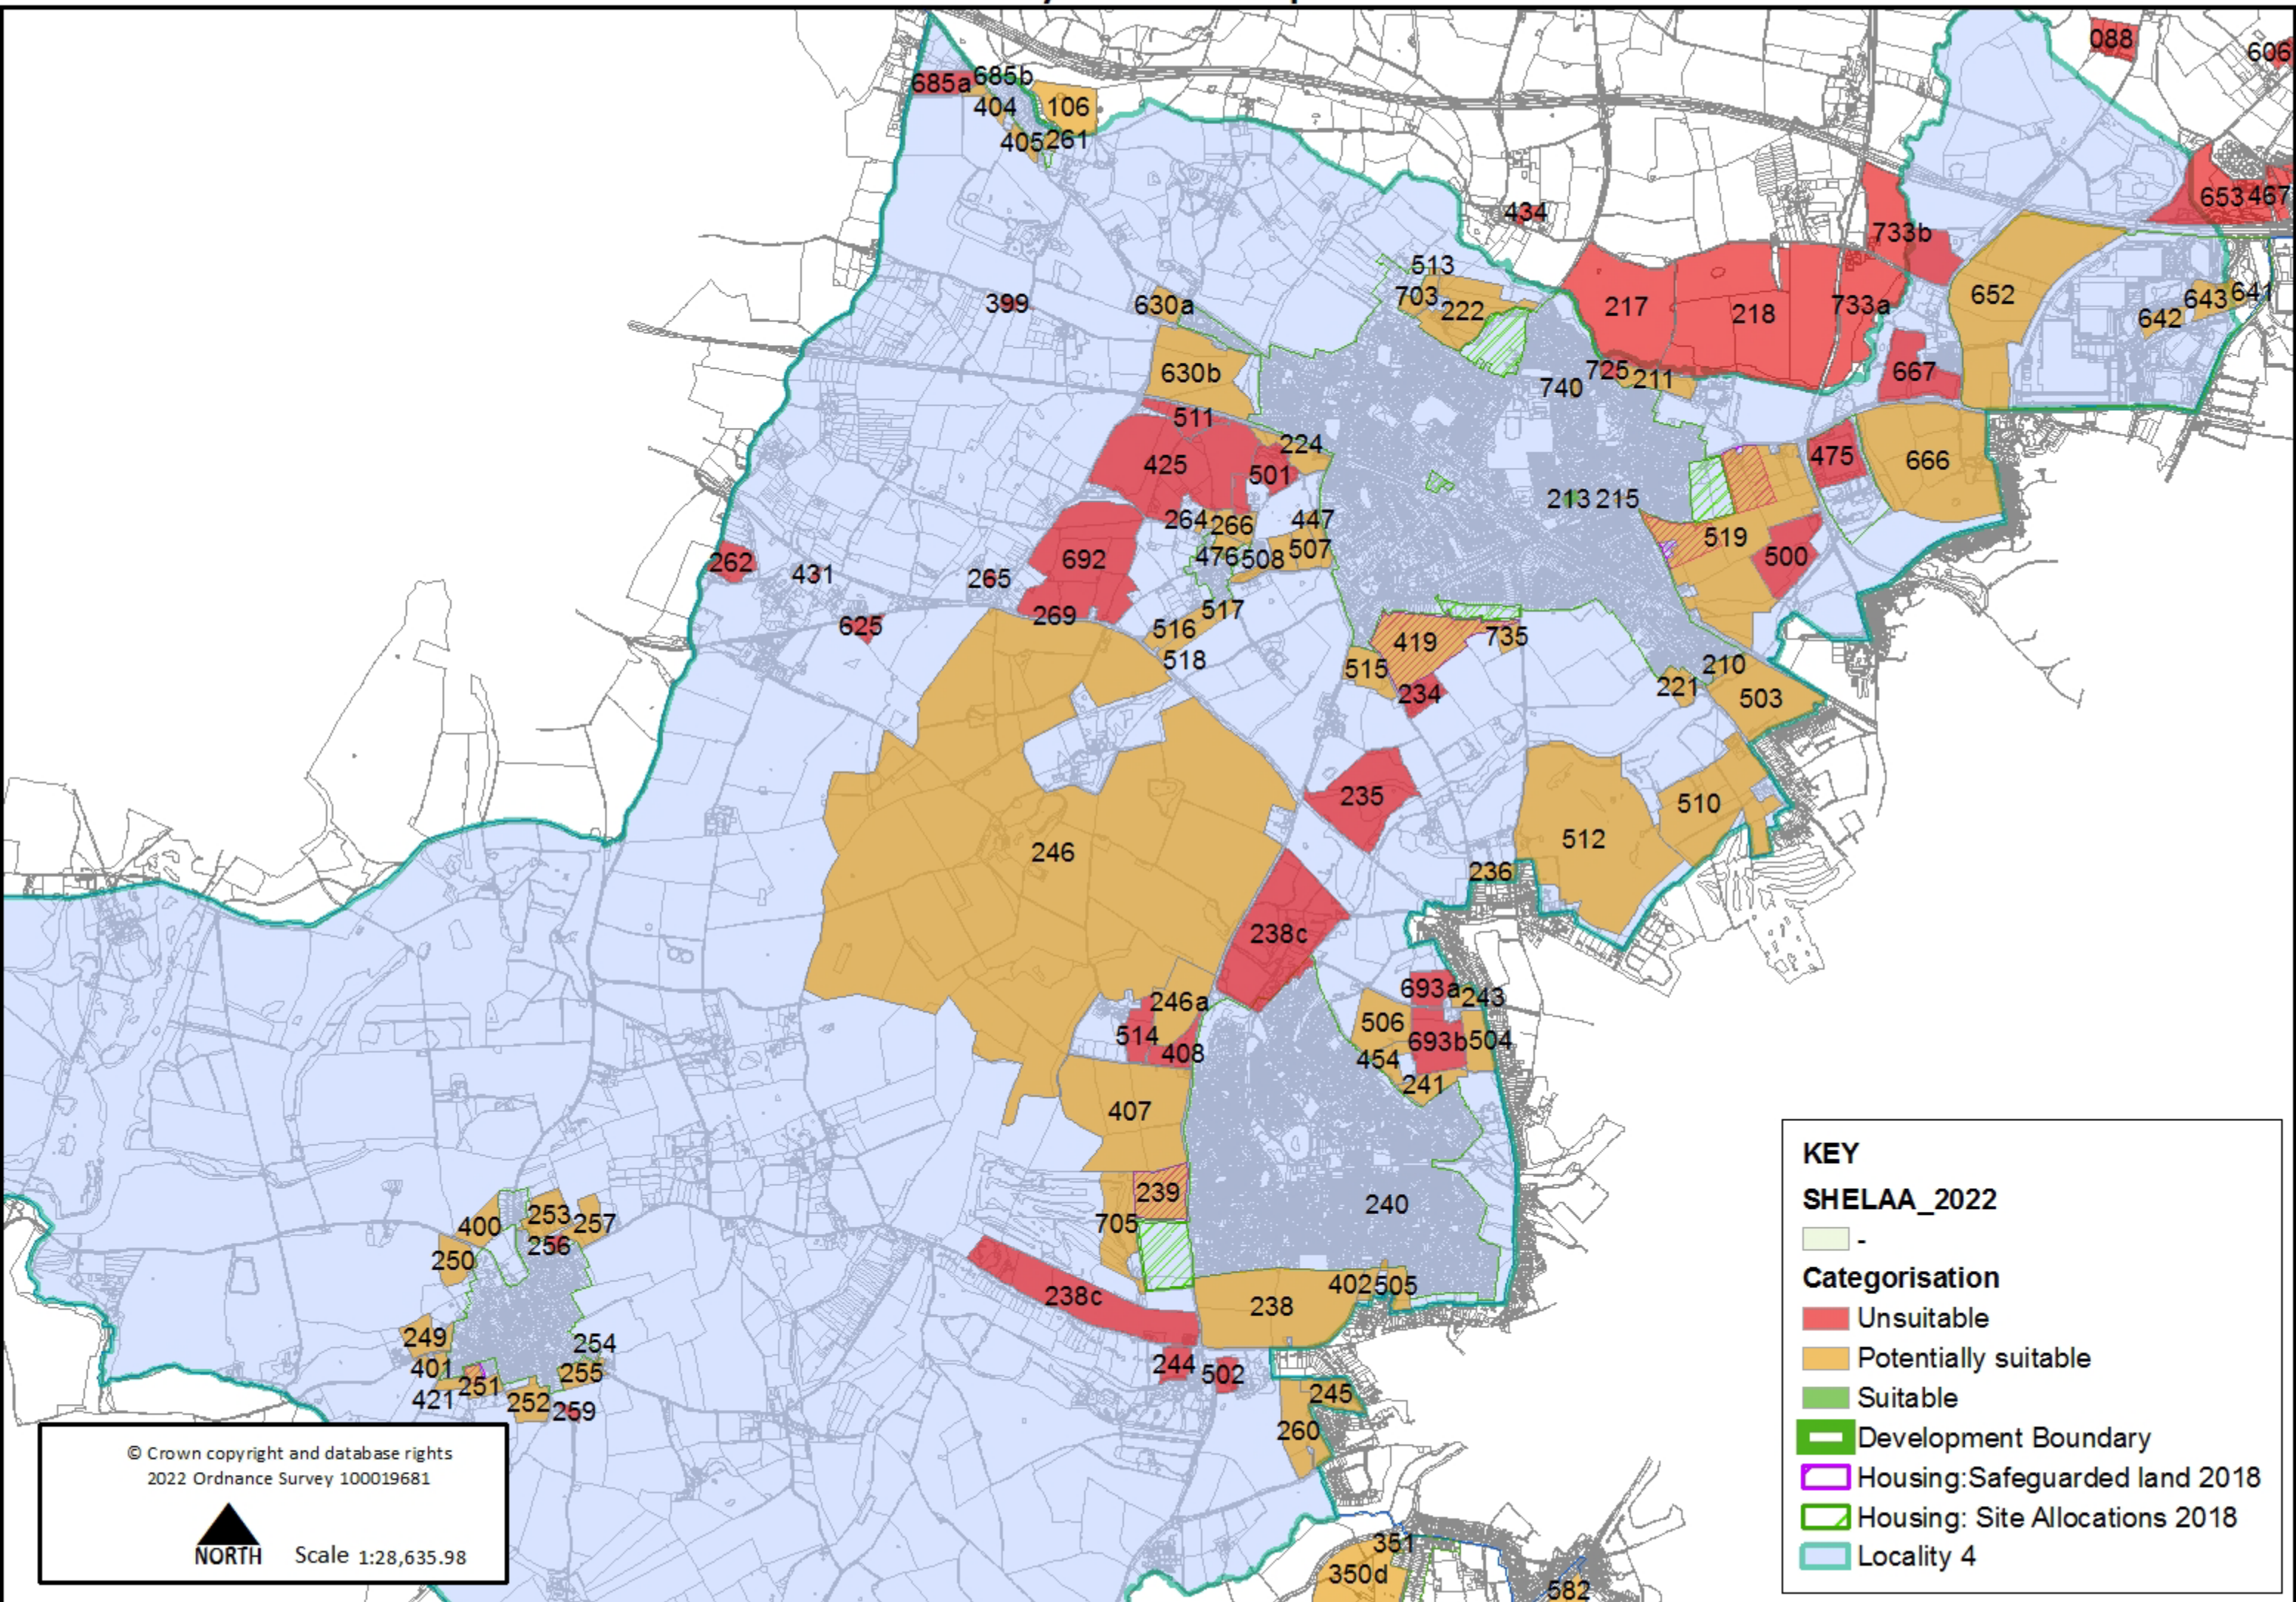 088
606
685a 685b
404 106
405 261
653 467
434
733b
513
399 630a 703 222
217 218 733a 652 643 641
642
630b
725 211 667
740
511
224
425 501 475 666
213 215
264 266 447
519
476 508 507
692 500
262 431 265
269 517
625 516
419 735
518 515 210
234 221 503
235
510
246 512
236
238c
693a 243
246a 506
514 693b 504
408 454
241
407
239
240
400 253 257 705
256
250
238c 402 505
238
249 254
401 255 244 502
421 251 252 259
245
260
351
350d
582
© Crown copyright and database rights
2022 Ordnance Survey 100019681
NORTH Scale 1:28,635.98
KEY
SHELAA_2022
-
Categorisation
Unsuitable
Potentially suitable
Suitable
Development Boundary
Housing:Safeguarded land 2018
Housing: Site Allocations 2018
Locality 4